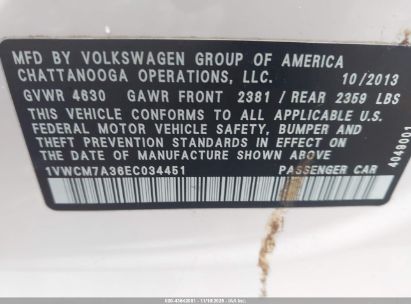 MFD BY VOLKSWAGEN GROUP OF AMERICA
CHATTANOOGA OPERATIONS, LLC. 10/2013
GVWR 4630 GAWR FRONT 2381 / REAR 2359 LBS
THIS VEHICLE CONFORMS TO ALL APPLICABLE U.S.
FEDERAL MOTOR VEHICLE SAFETY, BUMPER AND
THEFT PREVENTION STANDARDS IN EFFECT ON
THE DATE OF MANUFACTURE SHOWN ABOVE
1VWCM7A36EC034451 PASSENGER CAR
4049001